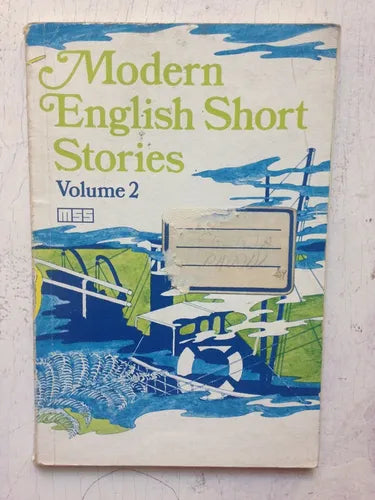 Modern
English Short
Stories
Volume 2
mss